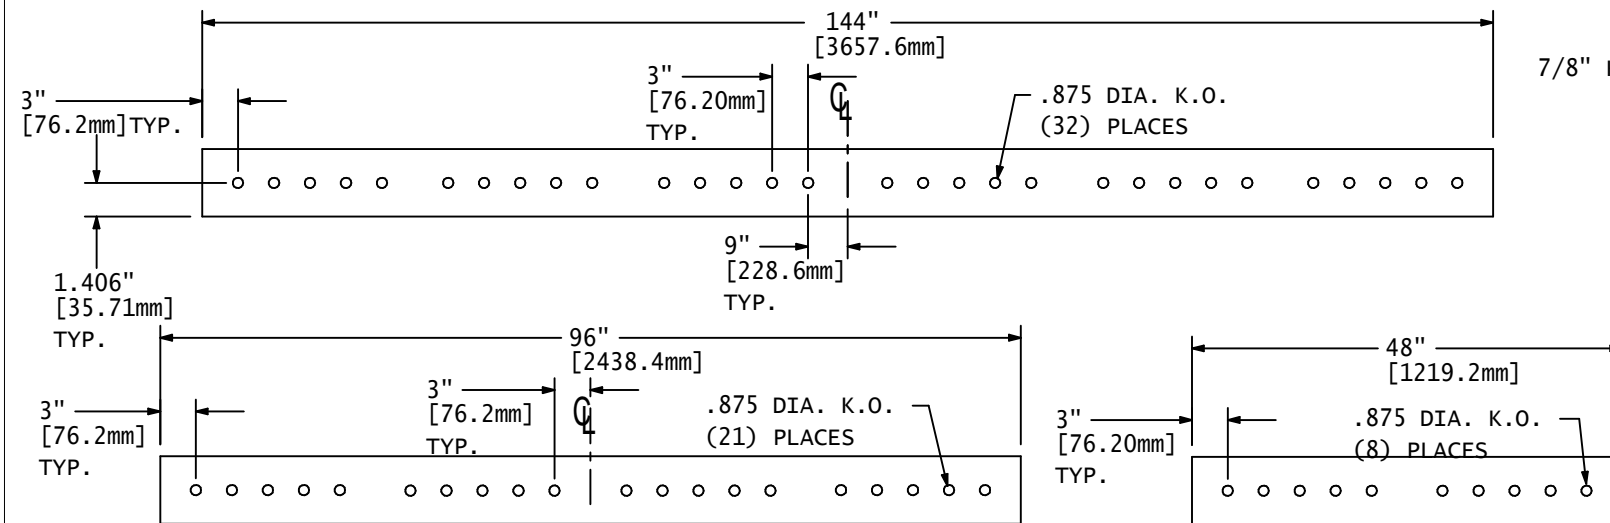 144"
[3657.6mm]
7/8"
3"
[76.2mm]TYP.
3"
[76.20mm]
TYP.
CL
.875 DIA. K.O.
(32) PLACES
1.406"
[35.71mm]
TYP.
9"
[228.6mm]
TYP.
96"
[2438.4mm]
3"
[76.2mm]
TYP.
3"
[76.2mm]
TYP.
CL
.875 DIA. K.O.
(21) PLACES
48"
[1219.2mm]
3"
[76.20mm]
TYP.
.875 DIA. K.O.
(8) PLACES